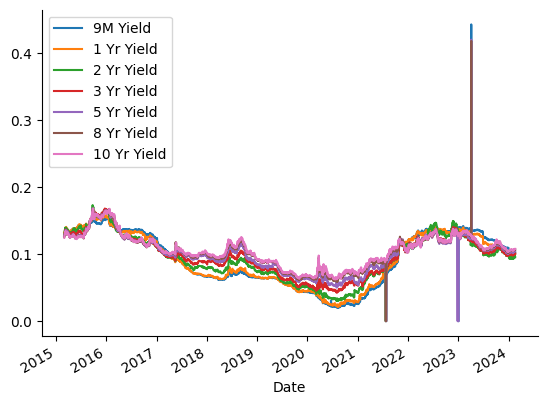 9M Yield
1 Yr Yield
2 Yr Yield
3 Yr Yield
5 Yr Yield
8 Yr Yield
10 Yr Yield
0.4
0.3
0.2
0.1
0.0
2015 2016 2017 2018 2019 2020 2021 2022 2023 2024
Date